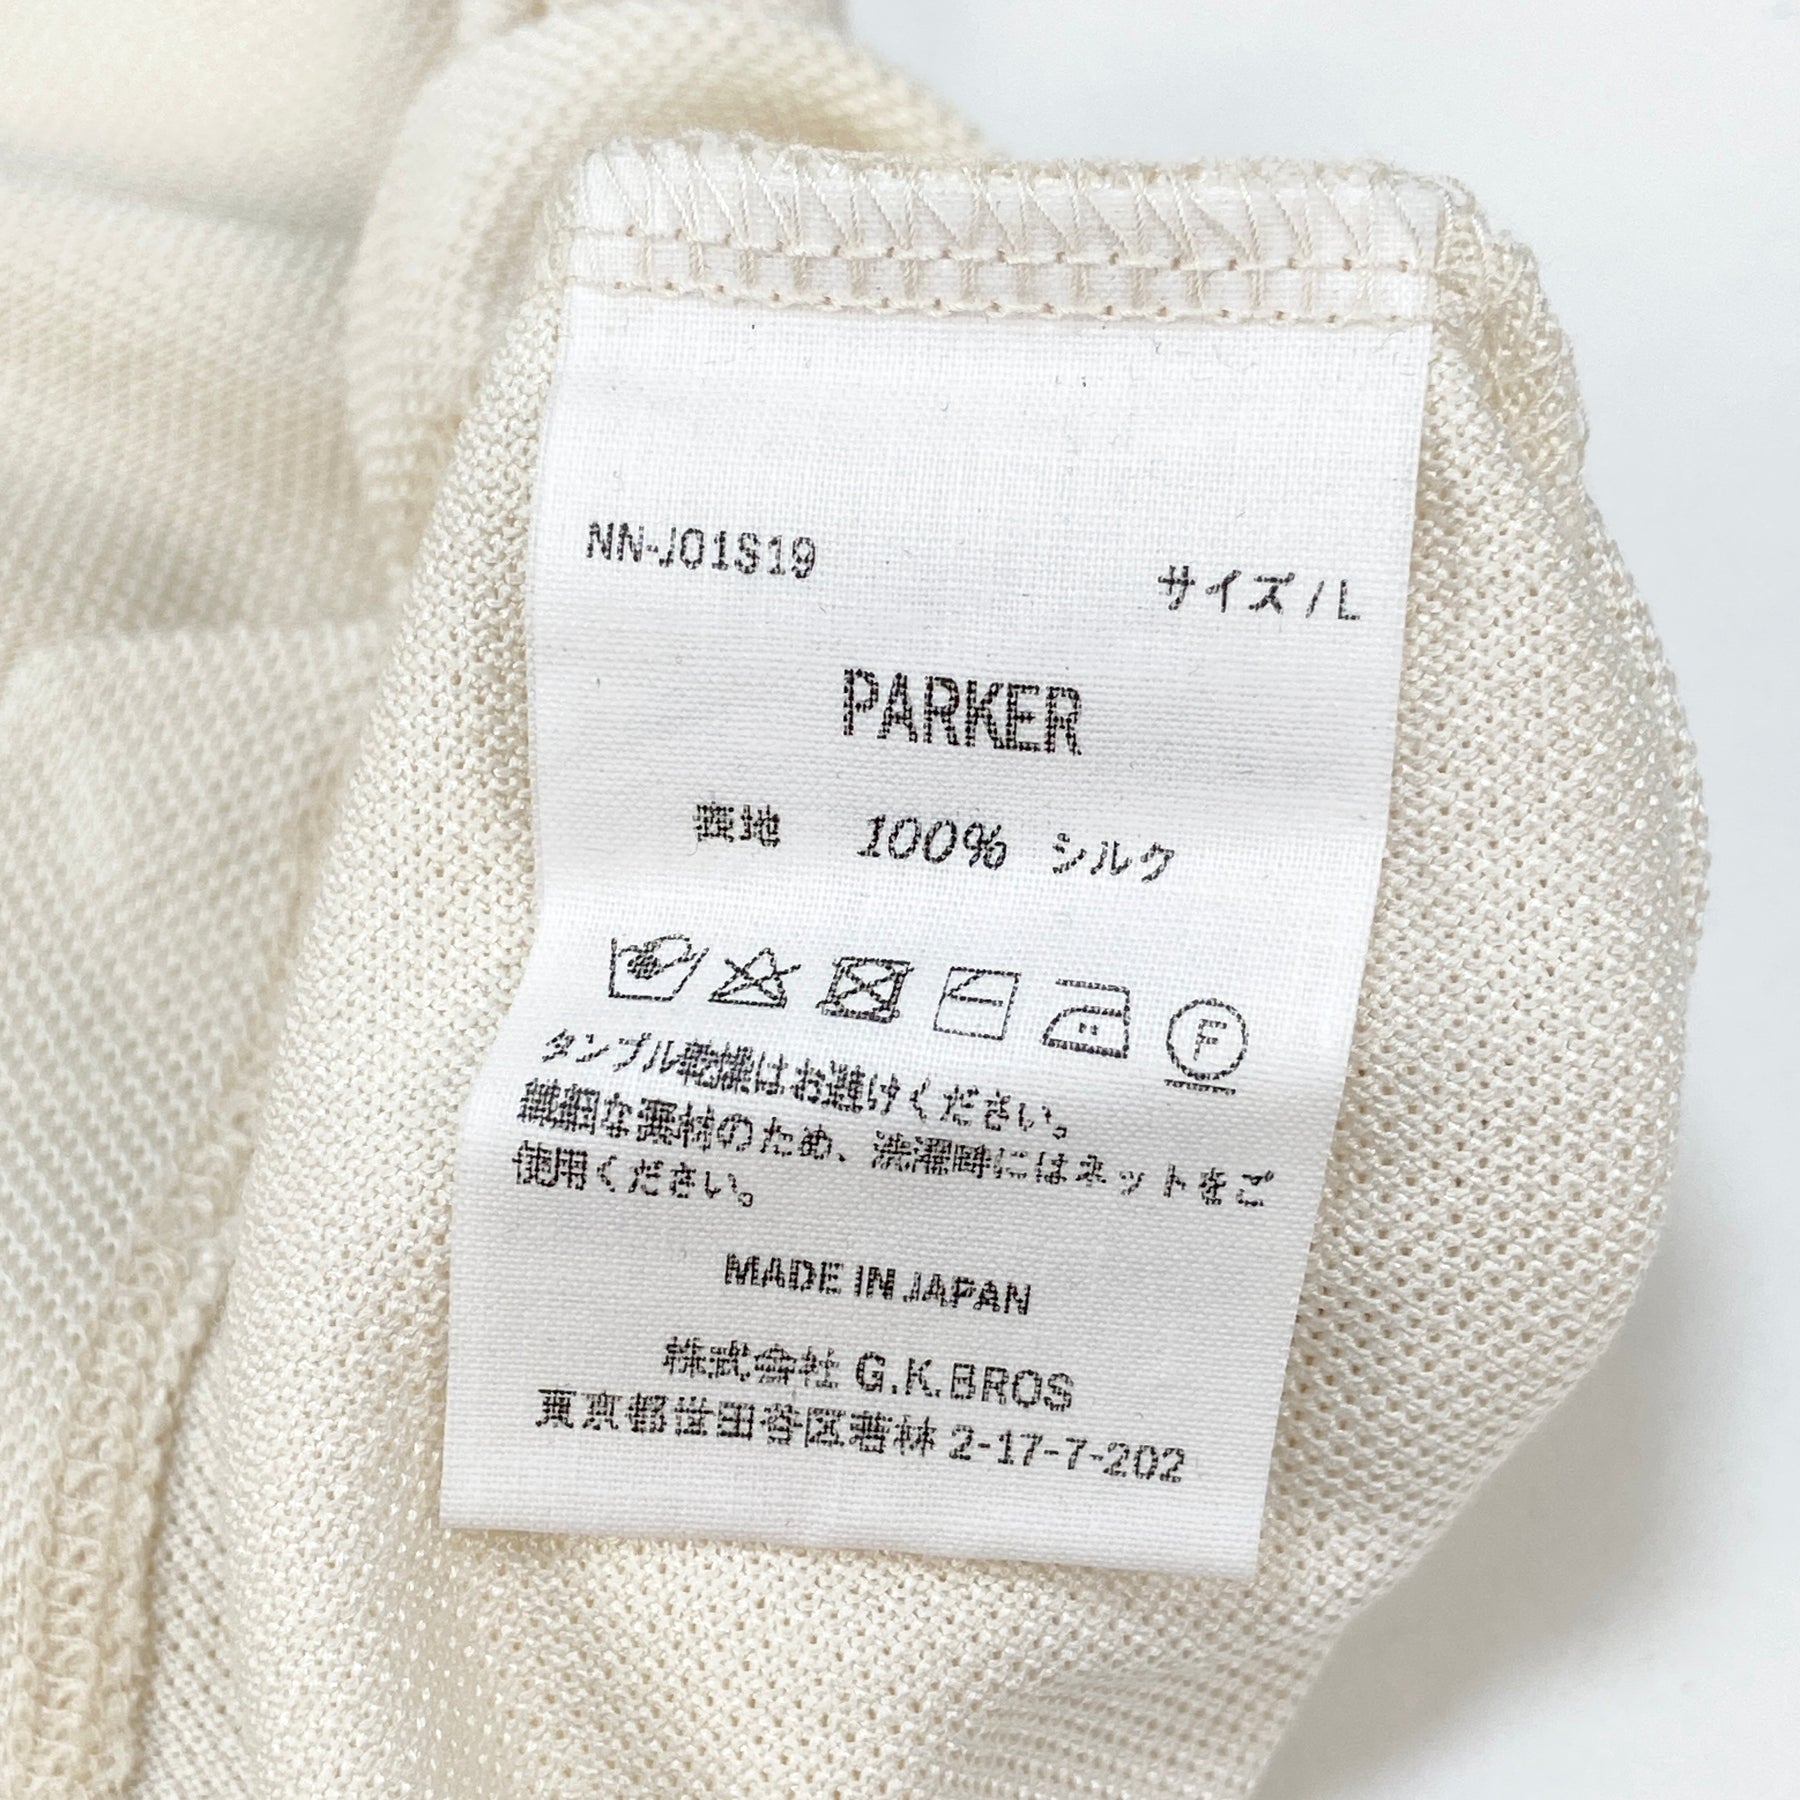 NN-J01S19
サイズ / L
PARKER
表地 100% シルク
F
タンブル乾燥はお避けください。
繊細な素材のため、洗濯時にはネットをご
使用ください。
MADE IN JAPAN
株式会社 G.K.BROS
東京都世田谷区若林 2-17-7-202